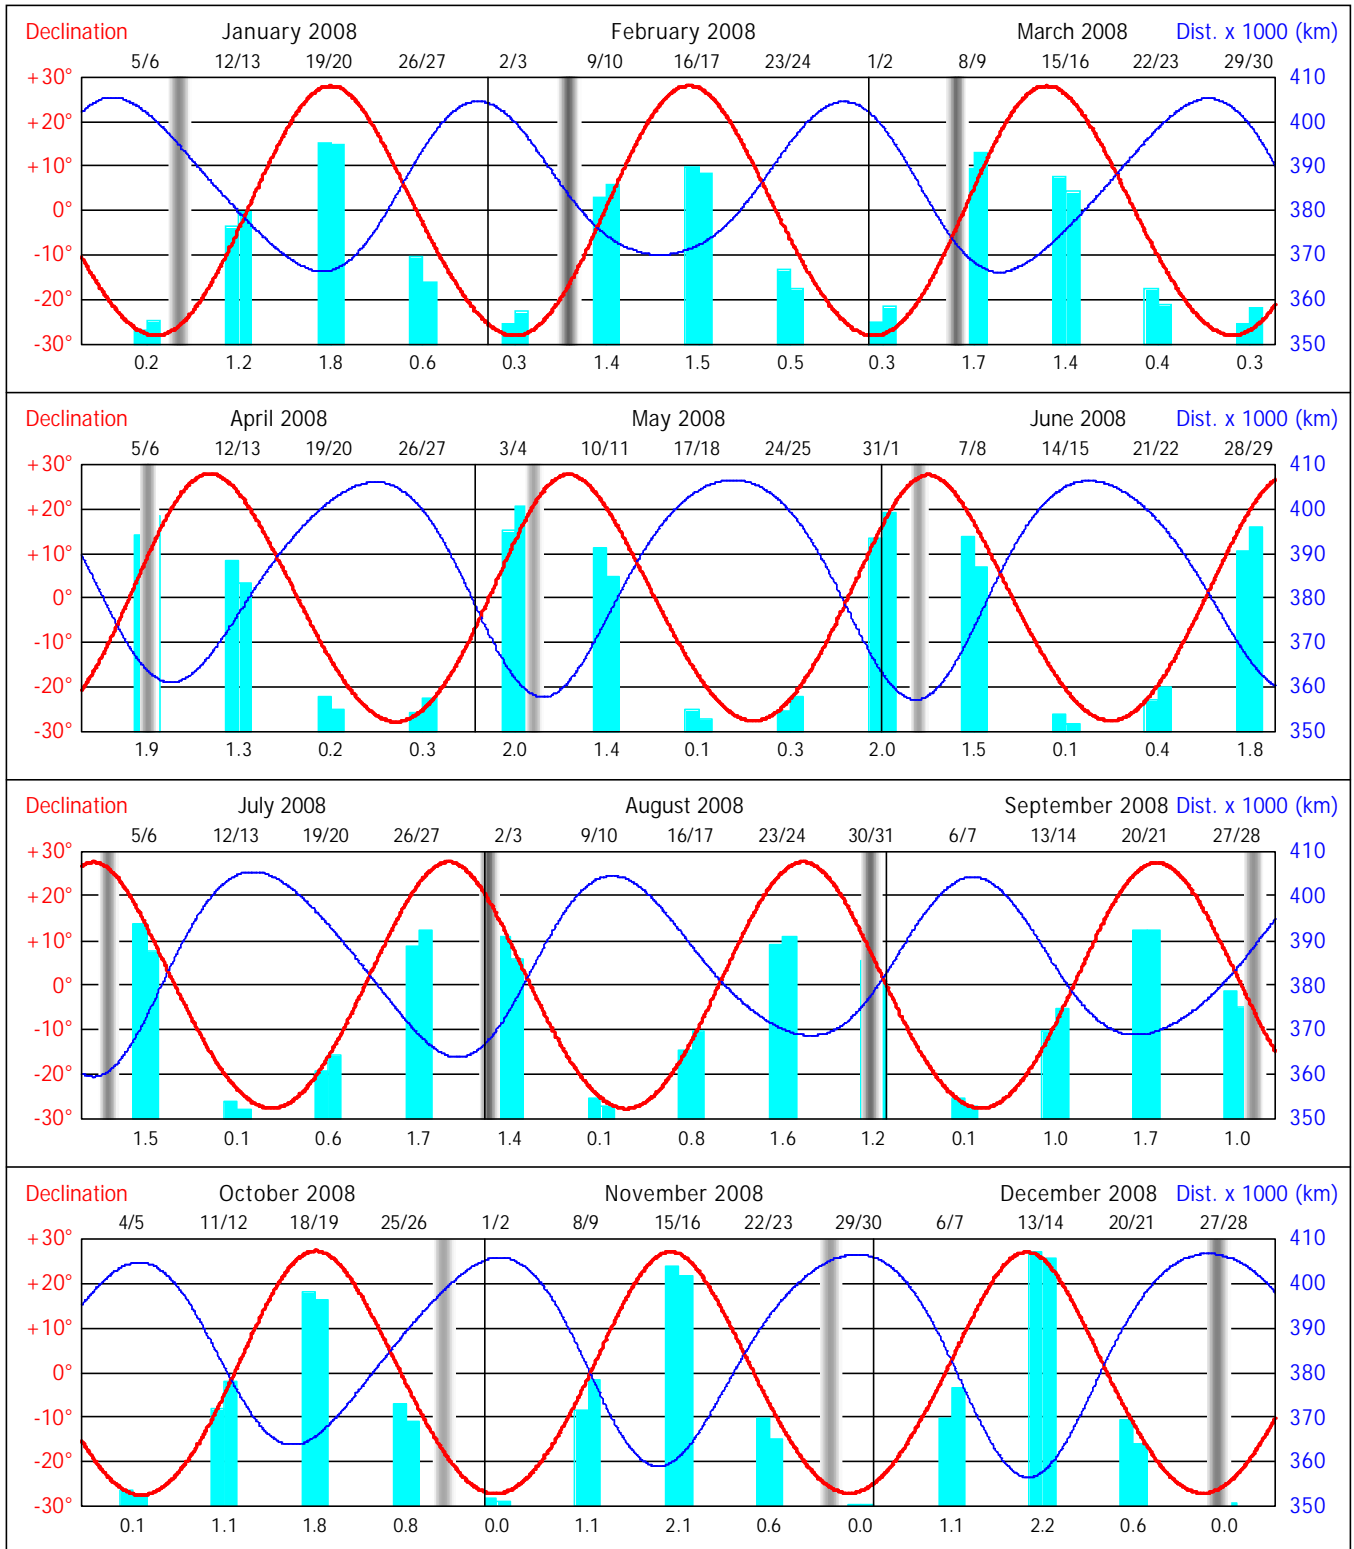 Declination January 2008 February 2008 March 2008 Dist. x 1000 (km)
5/6 12/13 19/20 26/27 2/3 9/10 16/17 23/24 1/2 8/9 15/16 22/23 29/30
+30° 410
+20° 400
+10° 390
0° 380
-10° 370
-20° 360
-30° 350
0.2 1.2 1.8 0.6 0.3 1.4 1.5 0.5 0.3 1.7 1.4 0.4 0.3
Declination April 2008 May 2008 June 2008 Dist. x 1000 (km)
5/6 12/13 19/20 26/27 3/4 10/11 17/18 24/25 31/1 7/8 14/15 21/22 28/29
+30° 410
+20° 400
+10° 390
0° 380
-10° 370
-20° 360
-30° 350
1.9 1.3 0.2 0.3 2.0 1.4 0.1 0.3 2.0 1.5 0.1 0.4 1.8
Declination July 2008 August 2008 September 2008 Dist. x 1000 (km)
5/6 12/13 19/20 26/27 2/3 9/10 16/17 23/24 30/31 6/7 13/14 20/21 27/28
+30° 410
+20° 400
+10° 390
0° 380
-10° 370
-20° 360
-30° 350
1.5 0.1 0.6 1.7 1.4 0.1 0.8 1.6 1.2 0.1 1.0 1.7 1.0
Declination October 2008 November 2008 December 2008 Dist. x 1000 (km)
4/5 11/12 18/19 25/26 1/2 8/9 15/16 22/23 29/30 6/7 13/14 20/21 27/28
+30° 410
+20° 400
+10° 390
0° 380
-10° 370
-20° 360
-30° 350
0.1 1.1 1.8 0.8 0.0 1.1 2.1 0.6 0.0 1.1 2.2 0.6 0.0